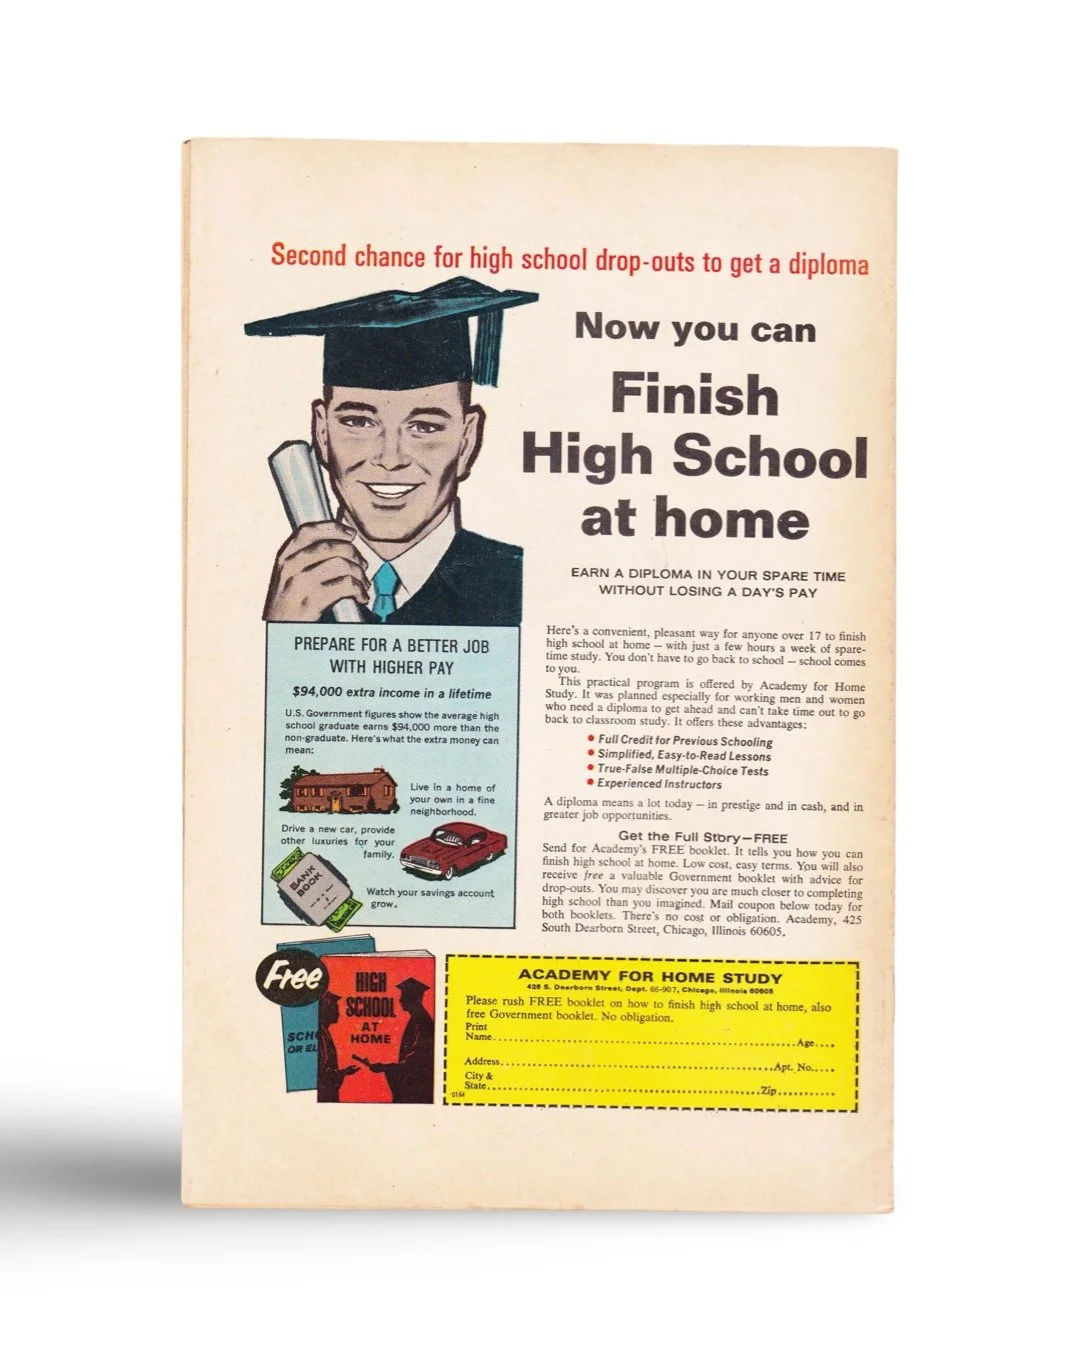 Second chance for high school drop-outs to get a diploma
Now you can
Finish
High School
at home
EARN A DIPLOMA IN YOUR SPARE TIME
WITHOUT LOSING A DAY'S PAY
PREPARE FOR A BETTER JOB
WITH HIGHER PAY
$94,000 extra income in a lifetime
U.S. Government figures show the average high
school graduate earns $94,000 more than the
non-graduate. Here's what the extra money can
mean:
Live in a home of
your own in a fine
neighborhood.
Drive a new car, provide
other luxuries for your
family.
BANK
BOOK
Watch your savings account
grow.
Here's a convenient, pleasant way for anyone over 17 to finish
high school at home – with just a few hours a week of spare-
time study. You don't have to go back to school – school comes
to you.
This practical program is offered by Academy for Home
Study. It was planned especially for working men and women
who need a diploma to get ahead and can't take time out to go
back to classroom study. It offers these advantages:
• Full Credit for Previous Schooling
• Simplified, Easy-to-Read Lessons
• True-False Multiple-Choice Tests
• Experienced Instructors
A diploma means a lot today – in prestige and in cash, and in
greater job opportunities.
Get the Full Story–FREE
Send for Academy's FREE booklet. It tells you how you can
finish high school at home. Low cost, easy terms. You will also
receive free a valuable Government booklet with advice for
drop-outs. You may discover you are much closer to completing
high school than you imagined. Mail coupon below today for
both booklets. There's no cost or obligation. Academy, 425
South Dearborn Street, Chicago, Illinois 60605.
Free
HIGH
SCHOOL
AT
HOME
SCH
OR EL
ACADEMY FOR HOME STUDY
425 S. Dearborn Street, Dept. 66-907, Chicago, Illinois 60605
Please rush FREE booklet on how to finish high school at home, also
free Government booklet. No obligation.
Print
Name........Age....
Address........Apt. No.....
City &
State........Zip........
01M